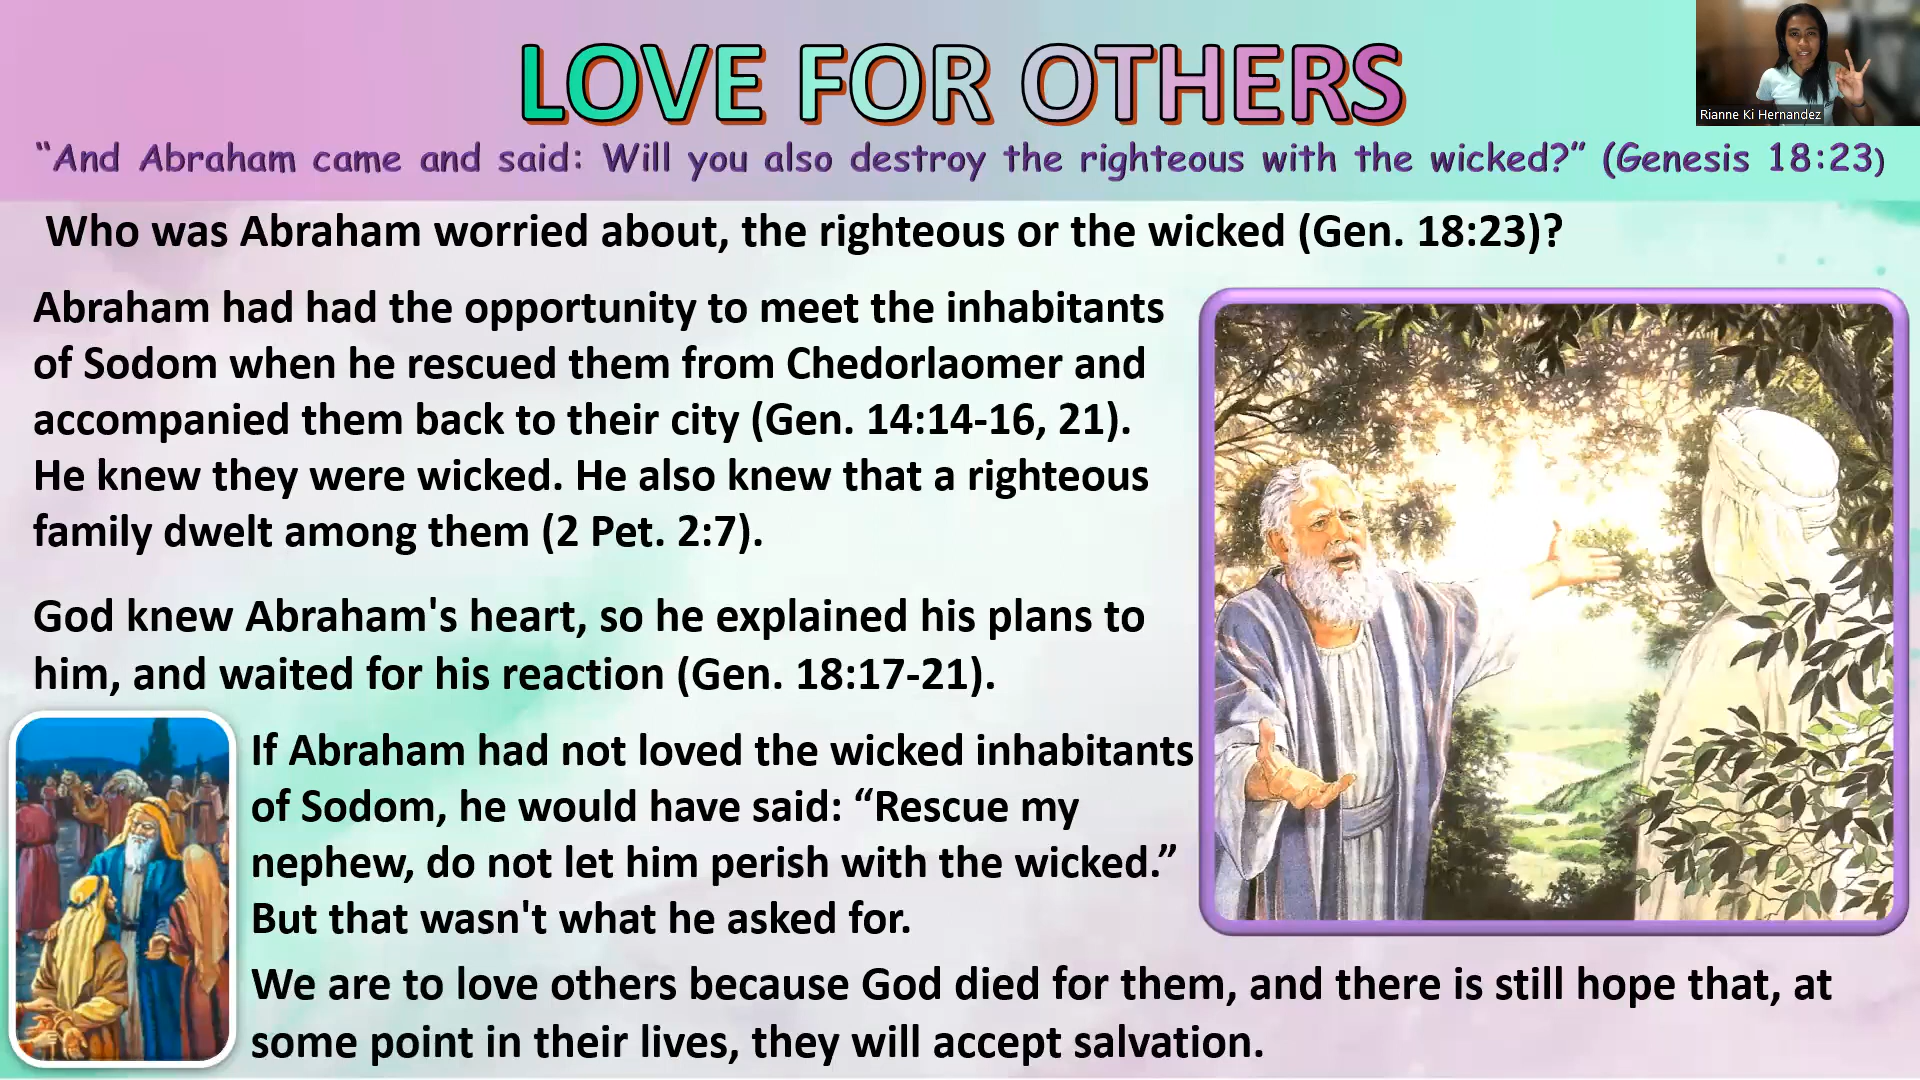 LOVE FOR OTHERS
Rianne Ki Hernandez
“And Abraham came and said: Will you also destroy the righteous with the wicked?” (Genesis 18:23)
Who was Abraham worried about, the righteous or the wicked (Gen. 18:23)?
Abraham had had the opportunity to meet the inhabitants
of Sodom when he rescued them from Chedorlaomer and
accompanied them back to their city (Gen. 14:14-16, 21).
He knew they were wicked. He also knew that a righteous
family dwelt among them (2 Pet. 2:7).
God knew Abraham's heart, so he explained his plans to
him, and waited for his reaction (Gen. 18:17-21).
If Abraham had not loved the wicked inhabitants
of Sodom, he would have said: “Rescue my
nephew, do not let him perish with the wicked.”
But that wasn't what he asked for.
We are to love others because God died for them, and there is still hope that, at
some point in their lives, they will accept salvation.